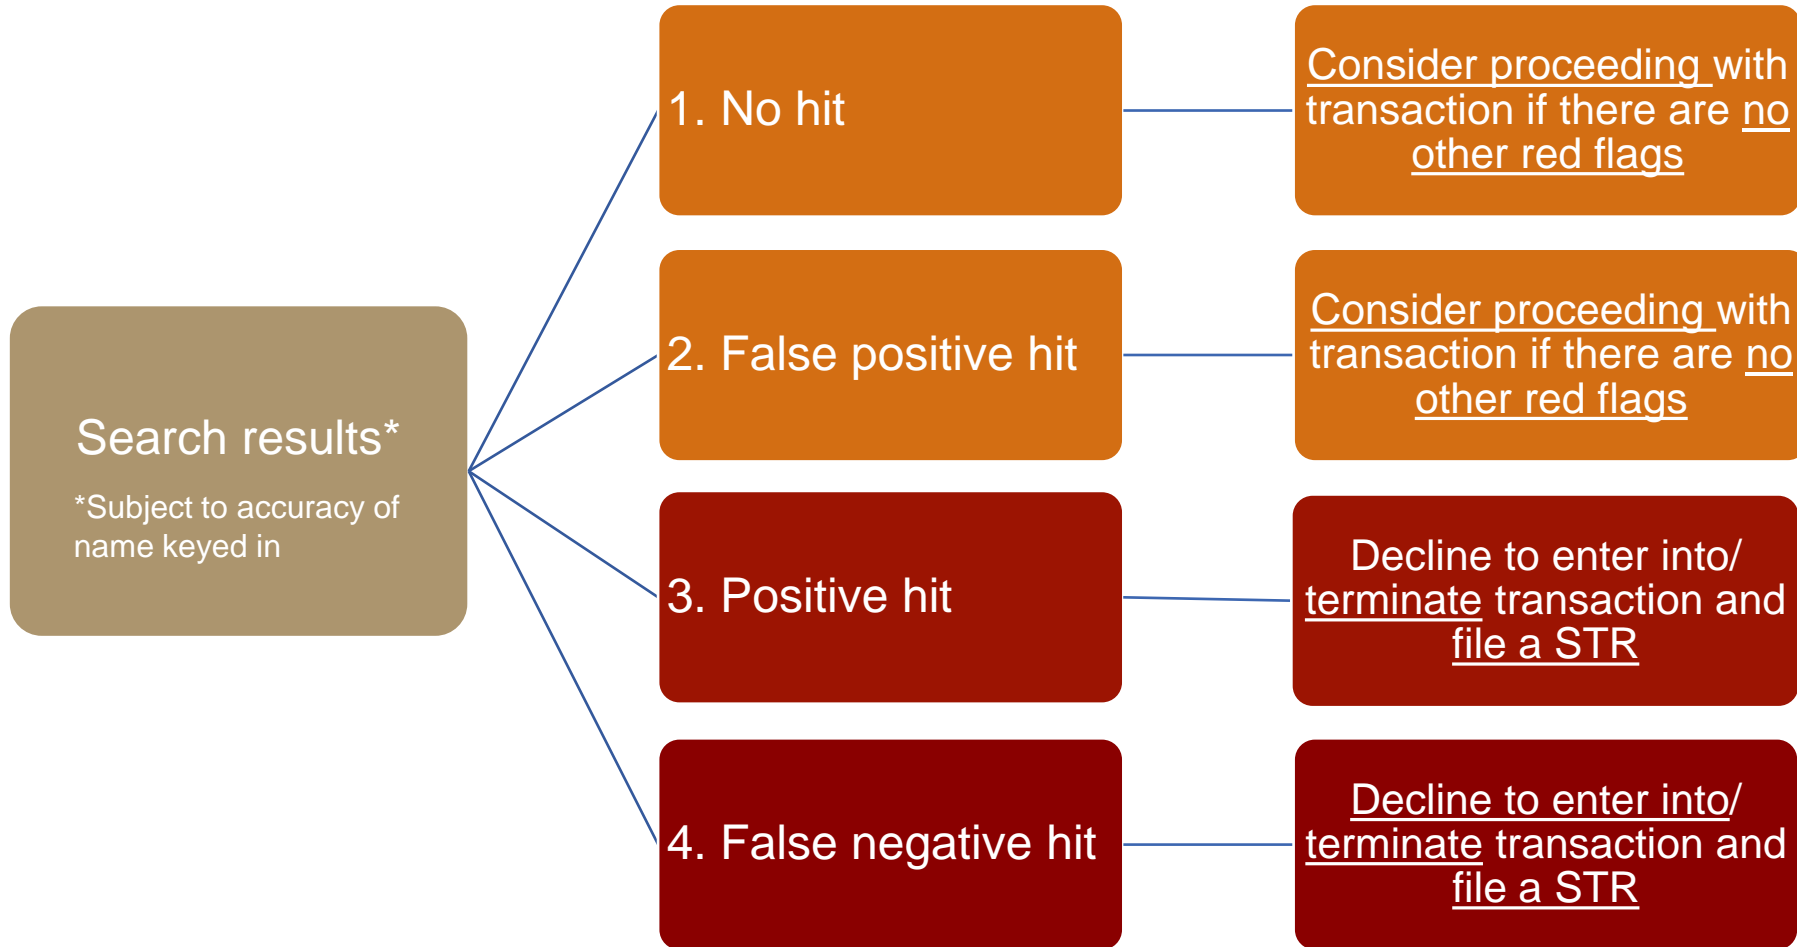 Search results*
*Subject to accuracy of
name keyed in
1. No hit
Consider proceeding with
transaction if there are no
other red flags
2. False positive hit
Consider proceeding with
transaction if there are no
other red flags
3. Positive hit
Decline to enter into/
terminate transaction and
file a STR
4. False negative hit
Decline to enter into/
terminate transaction and
file a STR